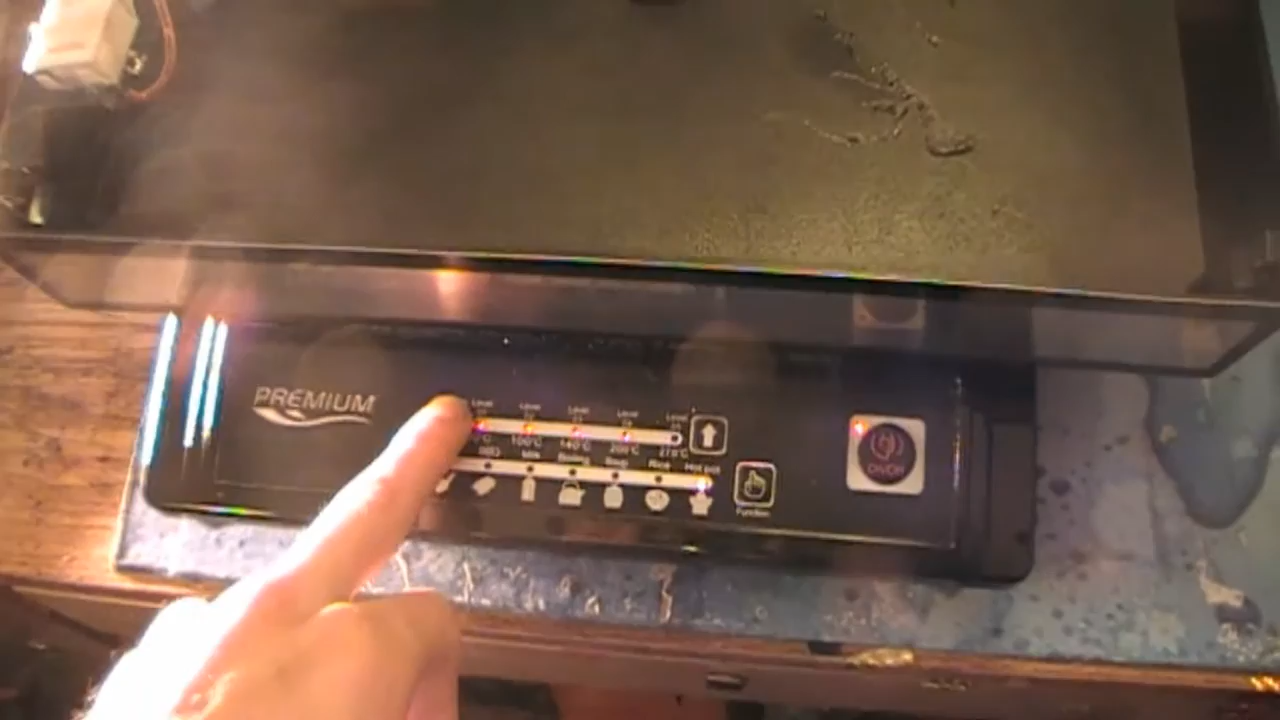 PREMIUM
Level Level Level Level Level
100°C 140°C 200°C 270°C
BBQ Milk Boiling Soup Rice Hot pot
Function
ON/OFF